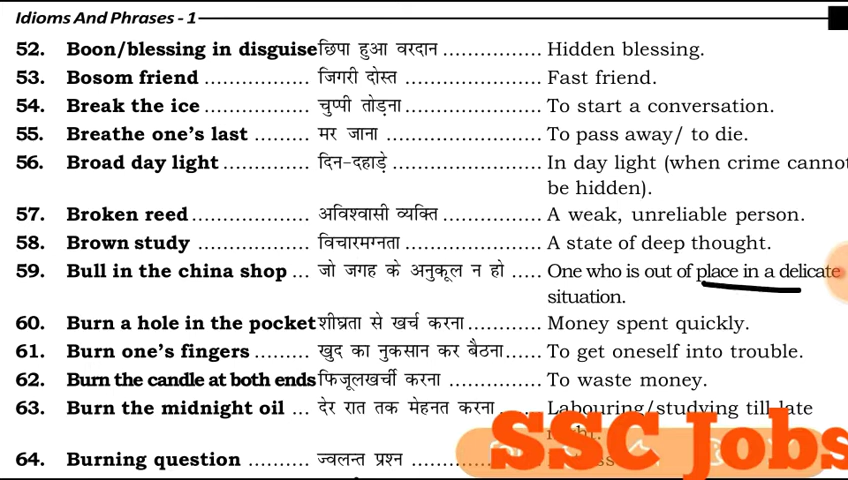 Idioms And Phrases - 1
52. Boon/blessing in disguise छिपा हुआ वरदान ................ Hidden blessing.
53. Bosom friend ................. जिगरी दोस्त ...................... Fast friend.
54. Break the ice ................. चुप्पी तोड़ना ...................... To start a conversation.
55. Breathe one's last ......... मर जाना ......................... To pass away/ to die.
56. Broad day light .............. दिन-दहाड़े ........................ In day light (when crime cannot
be hidden).
57. Broken reed ................... अविश्वासी व्यक्ति ................ A weak, unreliable person.
58. Brown study .................. विचारमग्नता ...................... A state of deep thought.
59. Bull in the china shop ... जो जगह के अनुकूल न हो ..... One who is out of place in a delicate
situation.
60. Burn a hole in the pocket शीघ्रता से खर्च करना ............ Money spent quickly.
61. Burn one's fingers ......... खुद का नुकसान कर बैठना ...... To get oneself into trouble.
62. Burn the candle at both ends फिजूलखर्ची करना ............... To waste money.
63. Burn the midnight oil ... देर रात तक मेहनत करना ..... Labouring/studying till late
64. Burning question .......... ज्वलन्त प्रश्न ............
SSC Jobs